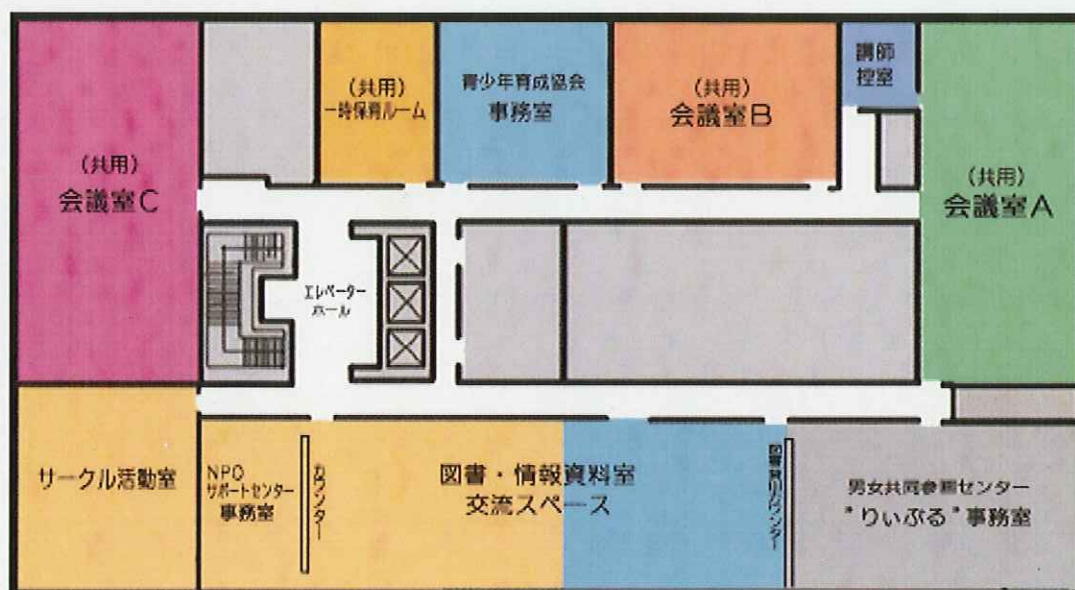 (共用)
会議室C
(共用)
一時保育ルーム
青少年育成協会
事務室
(共用)
会議室B
講師
控室
(共用)
会議室A
エレベーター
ホール
サークル活動室
NPO
サポートセンター
事務室
カウンター
図書・情報資料室
交流スペース
図書貸出カウンター
男女共同参画センター
"りぃぶる"事務室